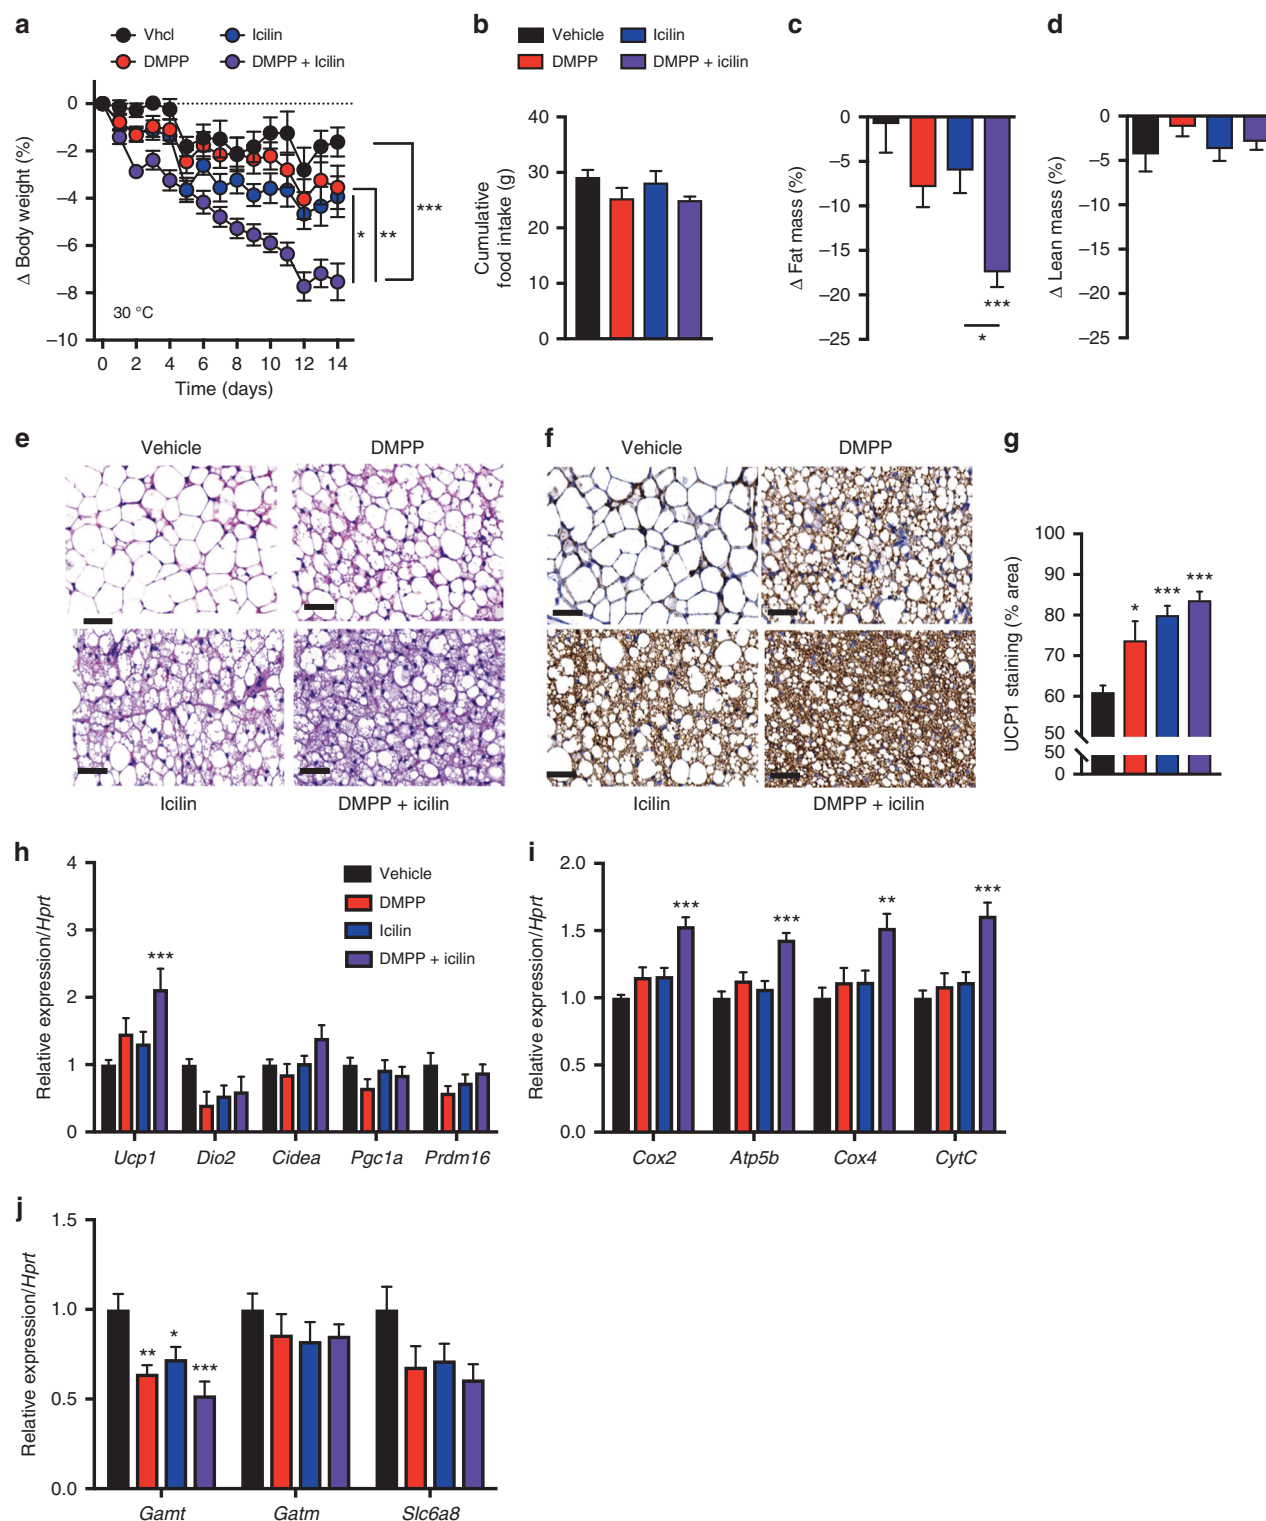 a
Vhcl
Icilin
DMPP
DMPP + Icilin
Δ Body weight (%)
0
−2
−4
−6
−8
−10
30 °C
***
*
**
0 2 4 6 8 10 12 14
Time (days)
b
Vehicle
Icilin
DMPP
DMPP + icilin
Cumulative
food intake (g)
40
30
20
10
0
c
Δ Fat mass (%)
0
−5
−10
−15
−20
−25
***
*
d
Δ Lean mass (%)
0
−5
−10
−15
−20
−25
e
Vehicle
DMPP
Icilin
DMPP + icilin
f
Vehicle
DMPP
Icilin
DMPP + icilin
g
UCP1 staining (% area)
100
90
80
70
60
50
50
0
*
***
***
h
Relative expression/Hprt
4
3
2
1
0
Vehicle
DMPP
Icilin
DMPP + icilin
***
Ucp1 Dio2 Cidea Pgc1a Prdm16
i
Relative expression/Hprt
2.0
1.5
1.0
0.5
0.0
***
***
**
***
Cox2 Atp5b Cox4 CytC
j
Relative expression/Hprt
1.5
1.0
0.5
0.0
**
*
***
Gamt Gatm Slc6a8